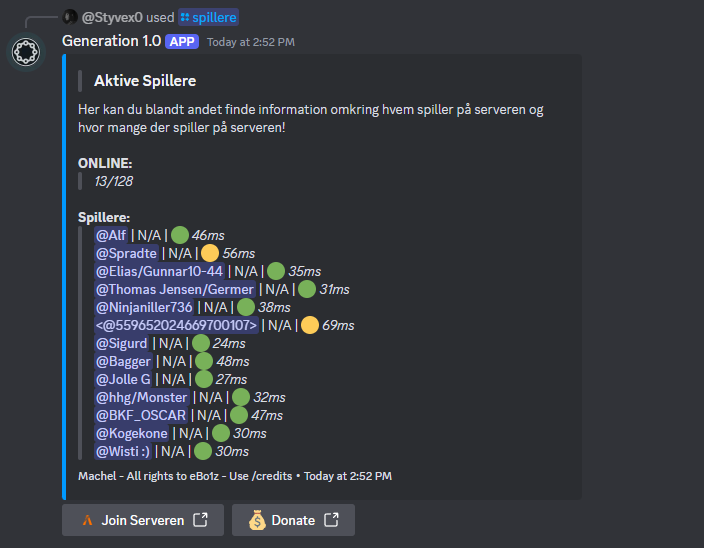 @Styvex0 used spillere
Generation 1.0 APP Today at 2:52 PM
Aktive Spillere
Her kan du blandt andet finde information omkring hvem spiller på serveren og
hvor mange der spiller på serveren!
ONLINE:
13/128
Spillere:
@Alf | N/A | 🟢 46ms
@Spradte | N/A | 🟡 56ms
@Elias/Gunnar10-44 | N/A | 🟢 35ms
@Thomas Jensen/Germer | N/A | 🟢 31ms
@Ninjaniller736 | N/A | 🟢 38ms
<@559652024669700107> | N/A | 🟡 69ms
@Sigurd | N/A | 🟢 24ms
@Bagger | N/A | 🟢 48ms
@Jolle G | N/A | 🟢 27ms
@hhg/Monster | N/A | 🟢 32ms
@BKF_OSCAR | N/A | 🟢 47ms
@Kogekone | N/A | 🟢 30ms
@Wisti :) | N/A | 🟢 30ms
Machel - All rights to eBo1z - Use /credits • Today at 2:52 PM
Join Serveren
Donate